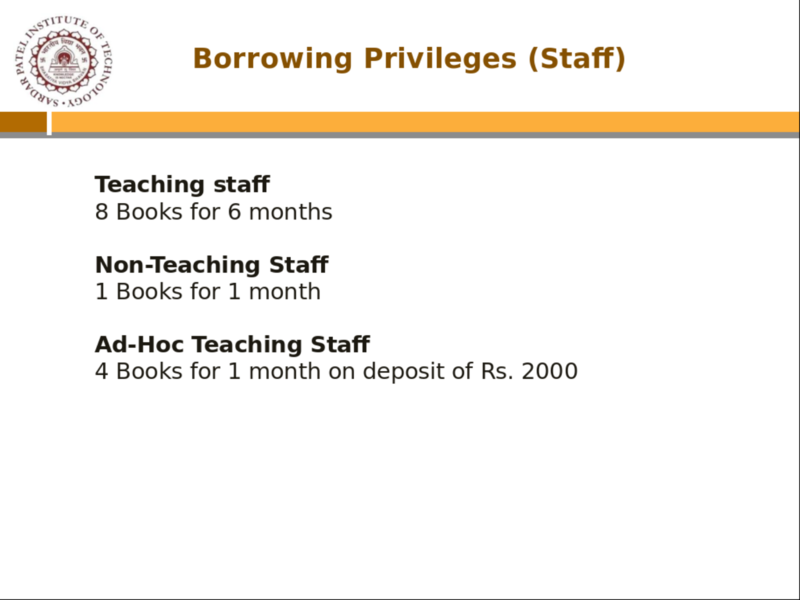 SARDAR PATEL INSTITUTE OF TECHNOLOGY
Borrowing Privileges (Staff)
Teaching staff
8 Books for 6 months
Non-Teaching Staff
1 Books for 1 month
Ad-Hoc Teaching Staff
4 Books for 1 month on deposit of Rs. 2000